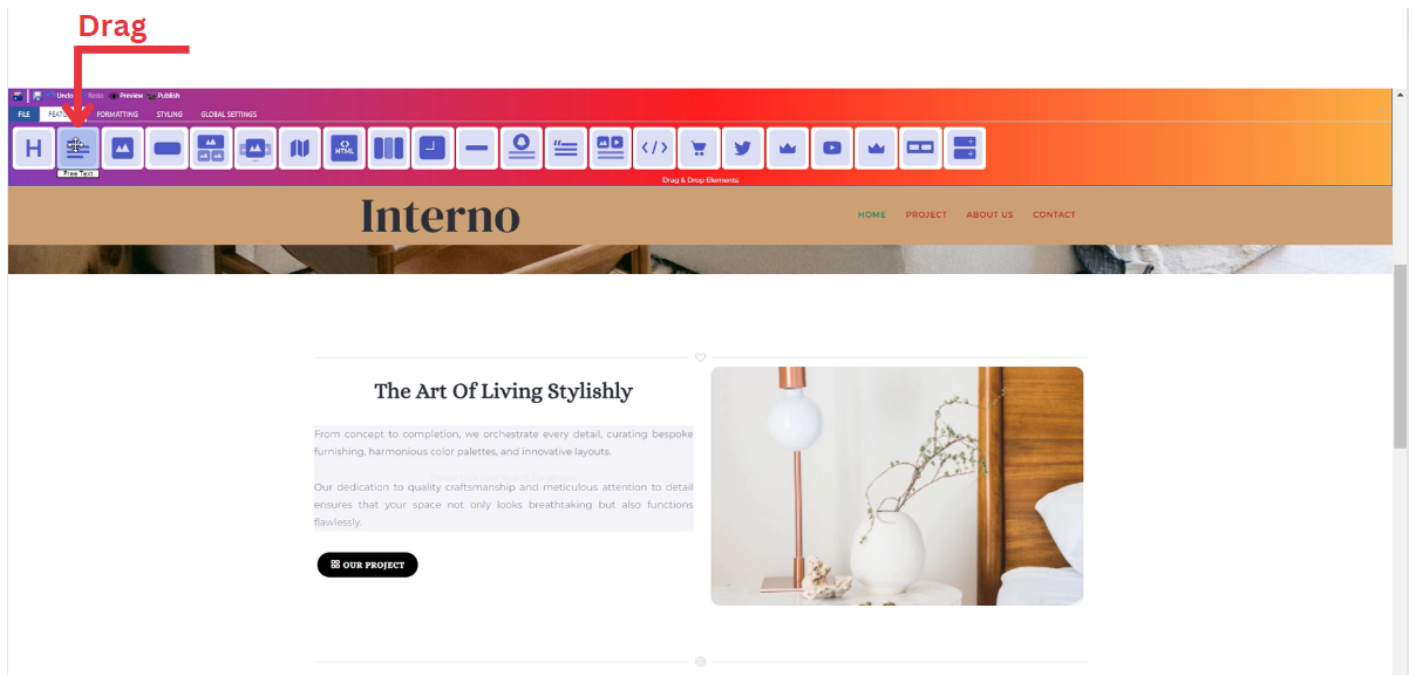 Drag
Undo Redo Preview Publish
FILE FORMATTING STYLING GLOBAL SETTINGS
H
HTML
Free Text
Drag & Drop Elements
Interno
HOME PROJECT ABOUT US CONTACT
The Art Of Living Stylishly
From concept to completion, we orchestrate every detail, curating bespoke
furnishing, harmonious color palettes, and innovative layouts.
Our dedication to quality craftsmanship and meticulous attention to detail
ensures that your space not only looks breathtaking but also functions
flawlessly.
OUR PROJECT